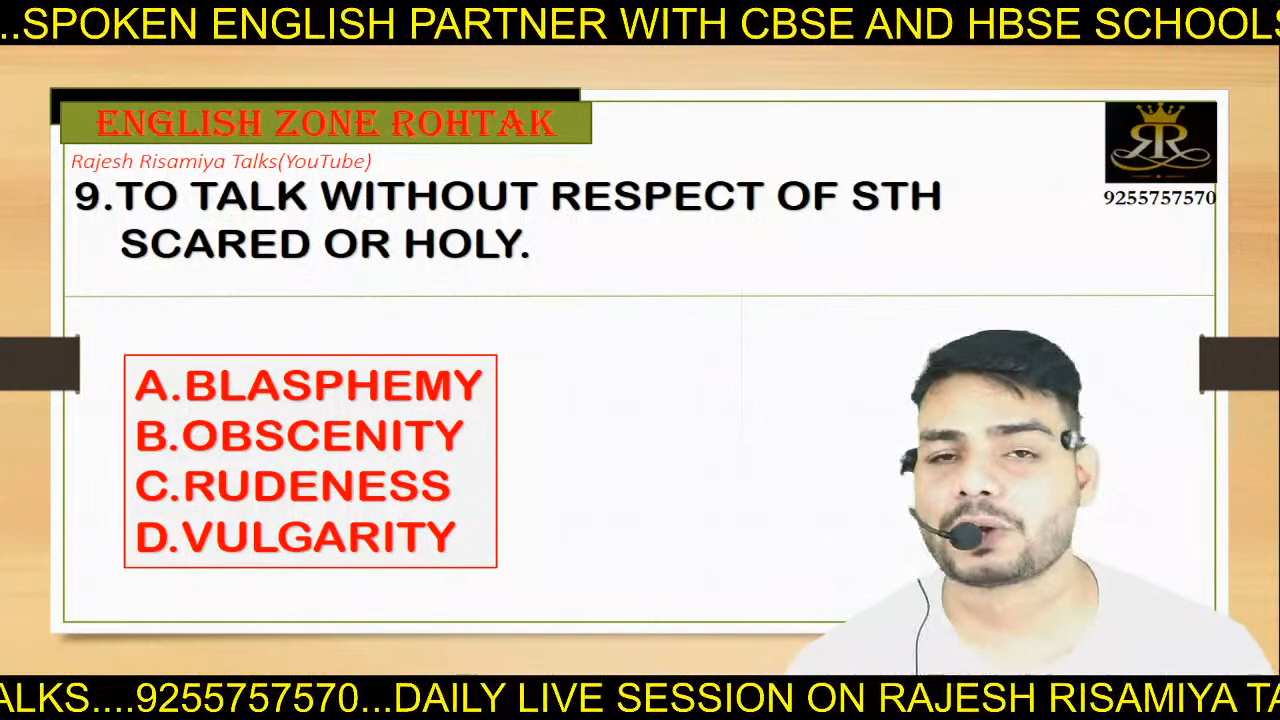 ..SPOKEN ENGLISH PARTNER WITH CBSE AND HBSE SCHOOLS
ENGLISH ZONE ROHTAK
Rajesh Risamiya Talks(YouTube)
RR
9255757570
9.TO TALK WITHOUT RESPECT OF STH
SCARED OR HOLY.
A.BLASPHEMY
B.OBSCENITY
C.RUDENESS
D.VULGARITY
ALKS....9255757570...DAILY LIVE SESSION ON RAJESH RISAMIYA TA